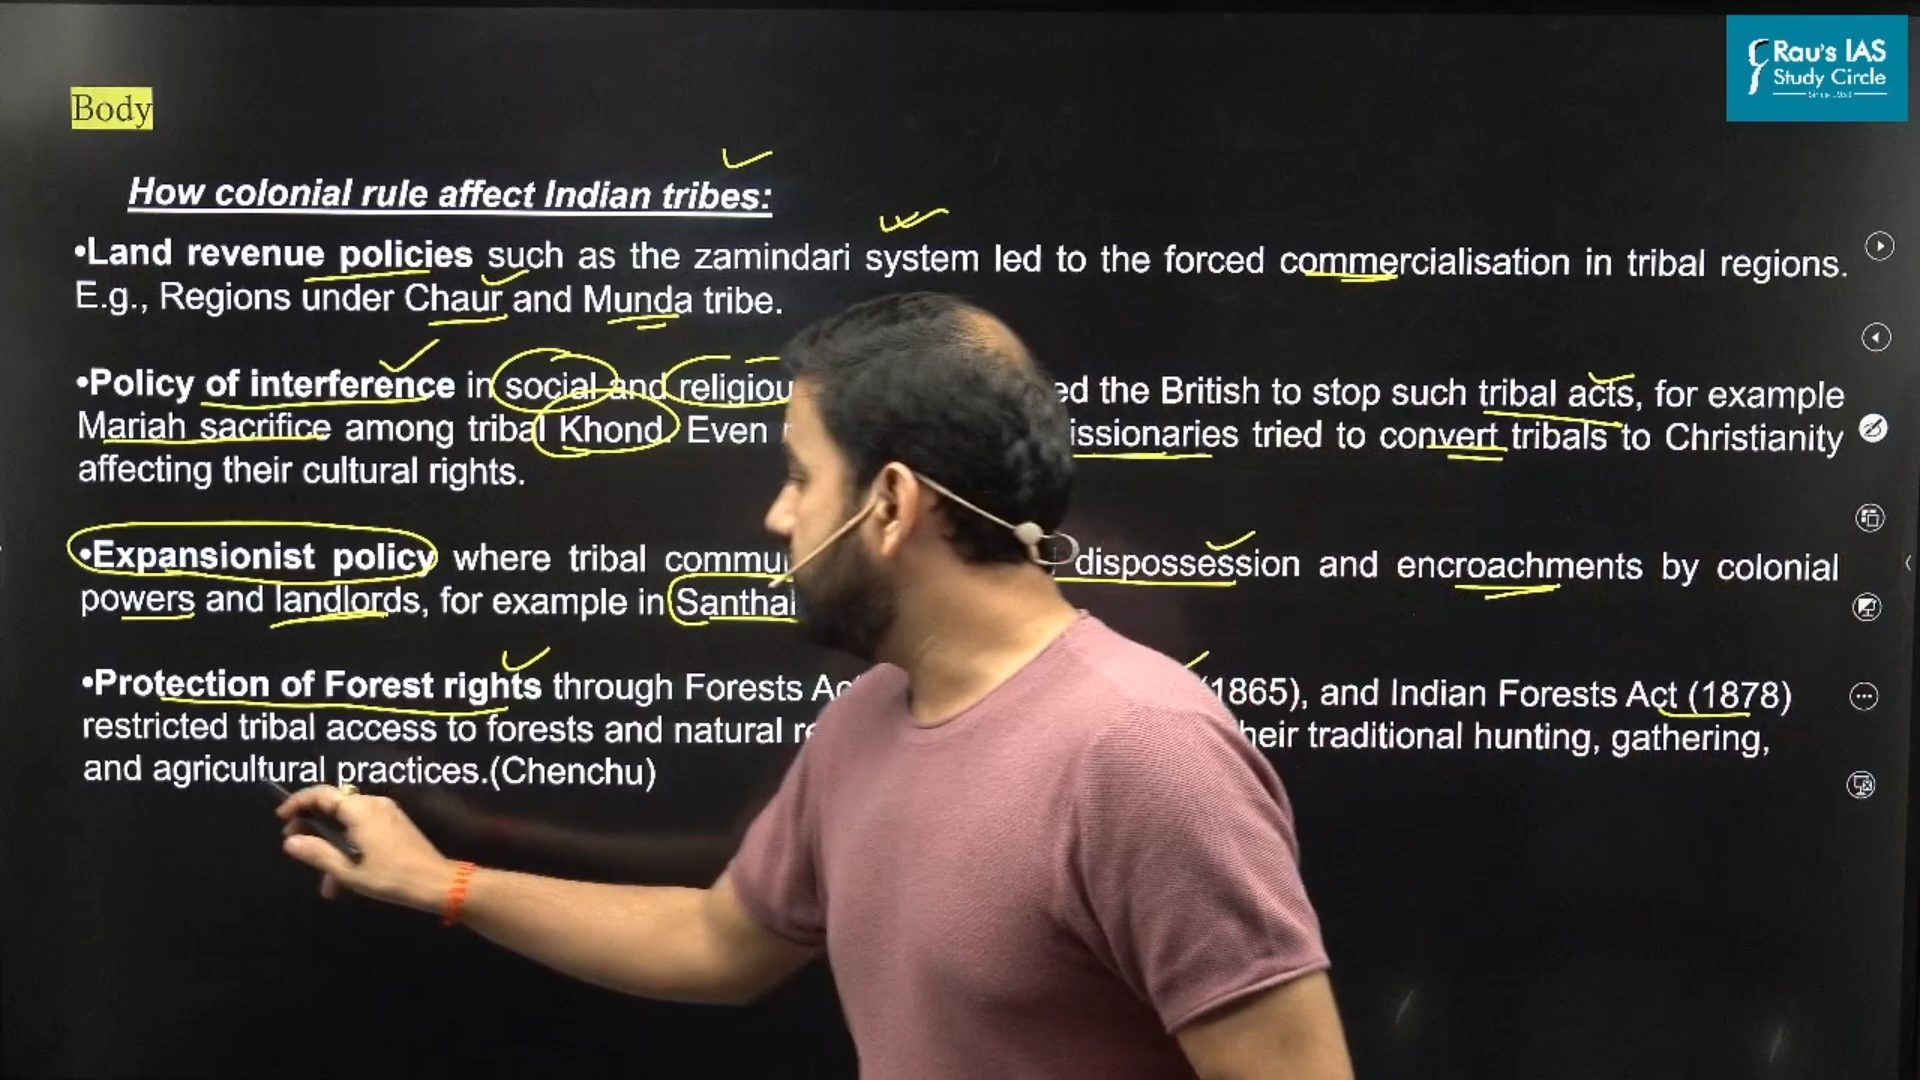 Rau's IAS
Study Circle
Body
How colonial rule affect Indian tribes:
•Land revenue policies such as the zamindari system led to the forced commercialisation in tribal regions.
E.g., Regions under Chaur and Munda tribe.
•Policy of interference in social and religiou ed the British to stop such tribal acts, for example
Mariah sacrifice among tribal Khond. Even issionaries tried to convert tribals to Christianity
affecting their cultural rights.
•Expansionist policy where tribal commu dispossession and encroachments by colonial
powers and landlords, for example in Santhal
•Protection of Forest rights through Forests Ac (1865), and Indian Forests Act (1878)
restricted tribal access to forests and natural re heir traditional hunting, gathering,
and agricultural practices.(Chenchu)